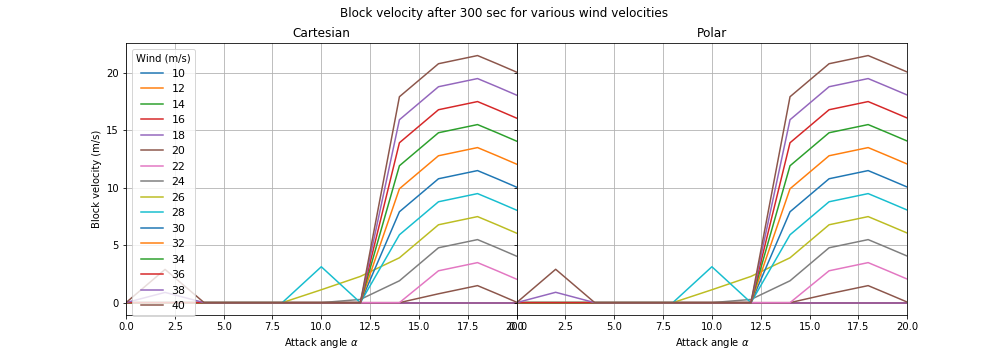 Block velocity after 300 sec for various wind velocities
Cartesian
Polar
Block velocity (m/s)
20
15
10
5
0
Wind (m/s)
10
12
14
16
18
20
22
24
26
28
30
32
34
36
38
40
0.0 2.5 5.0 7.5 10.0 12.5 15.0 17.5 20.0
0.0 2.5 5.0 7.5 10.0 12.5 15.0 17.5 20.0
Attack angle α
Attack angle α